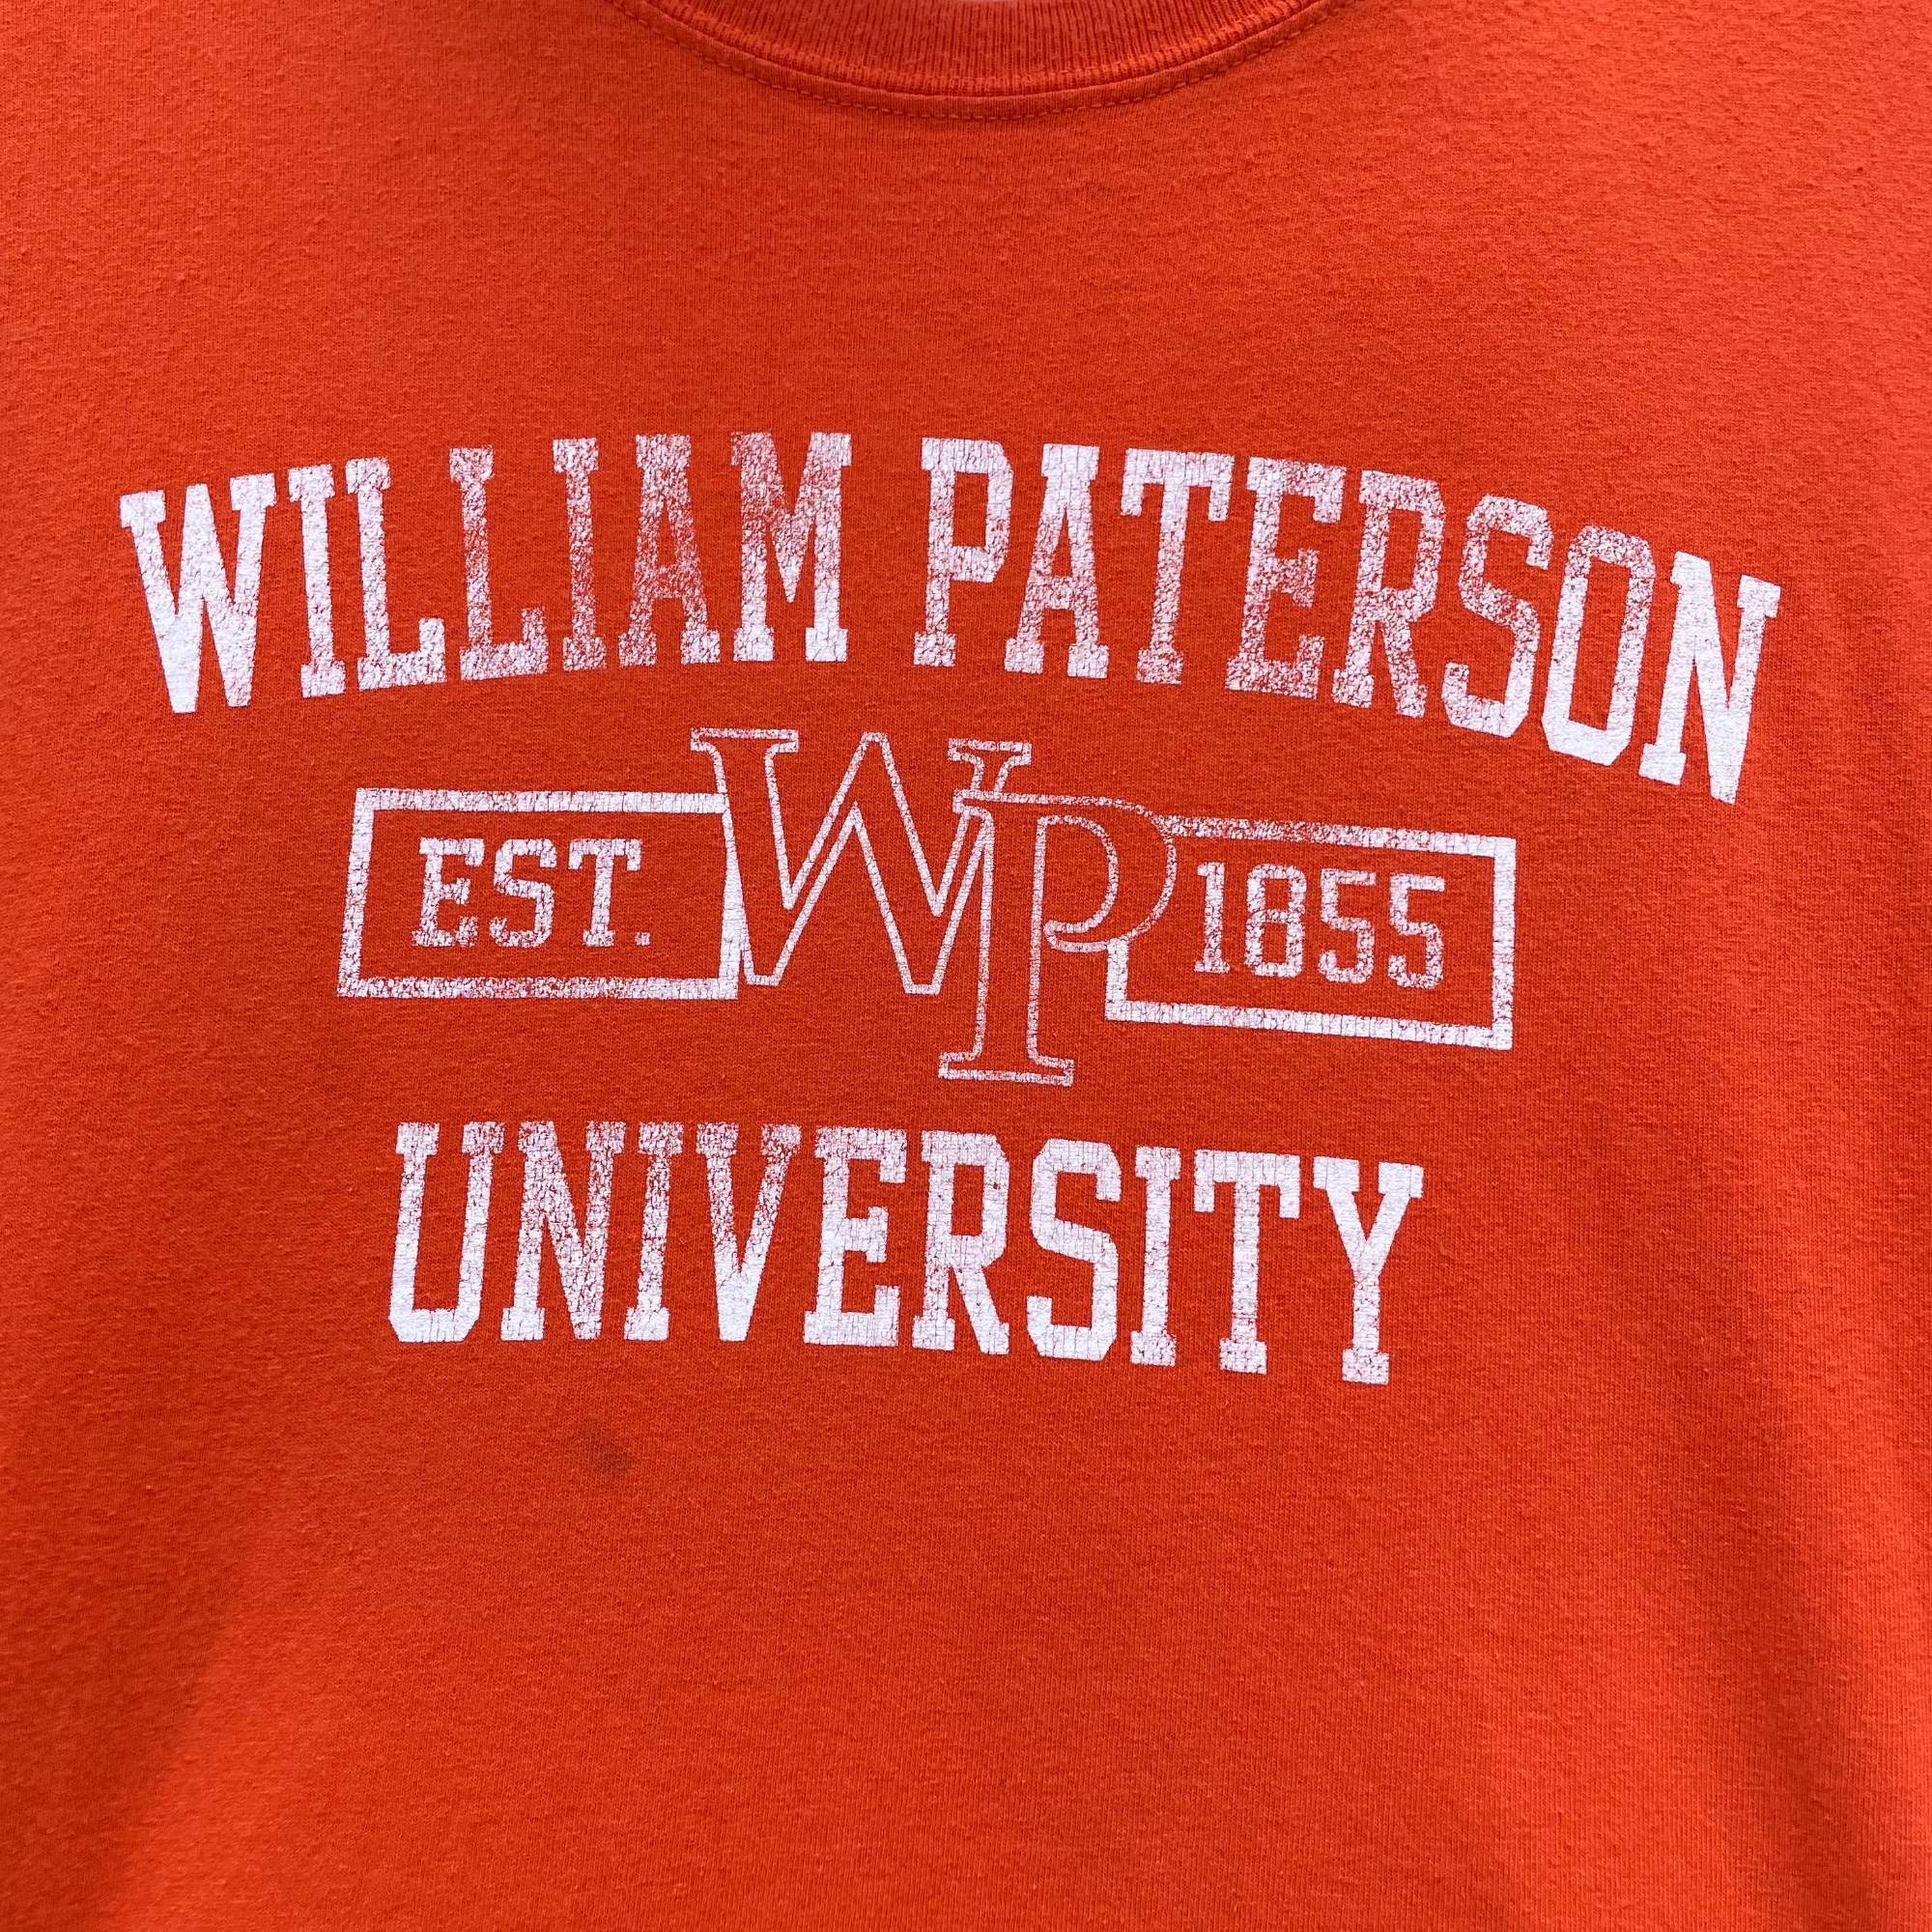 WILLIAM PATERSON
EST. WP 1855
UNIVERSITY